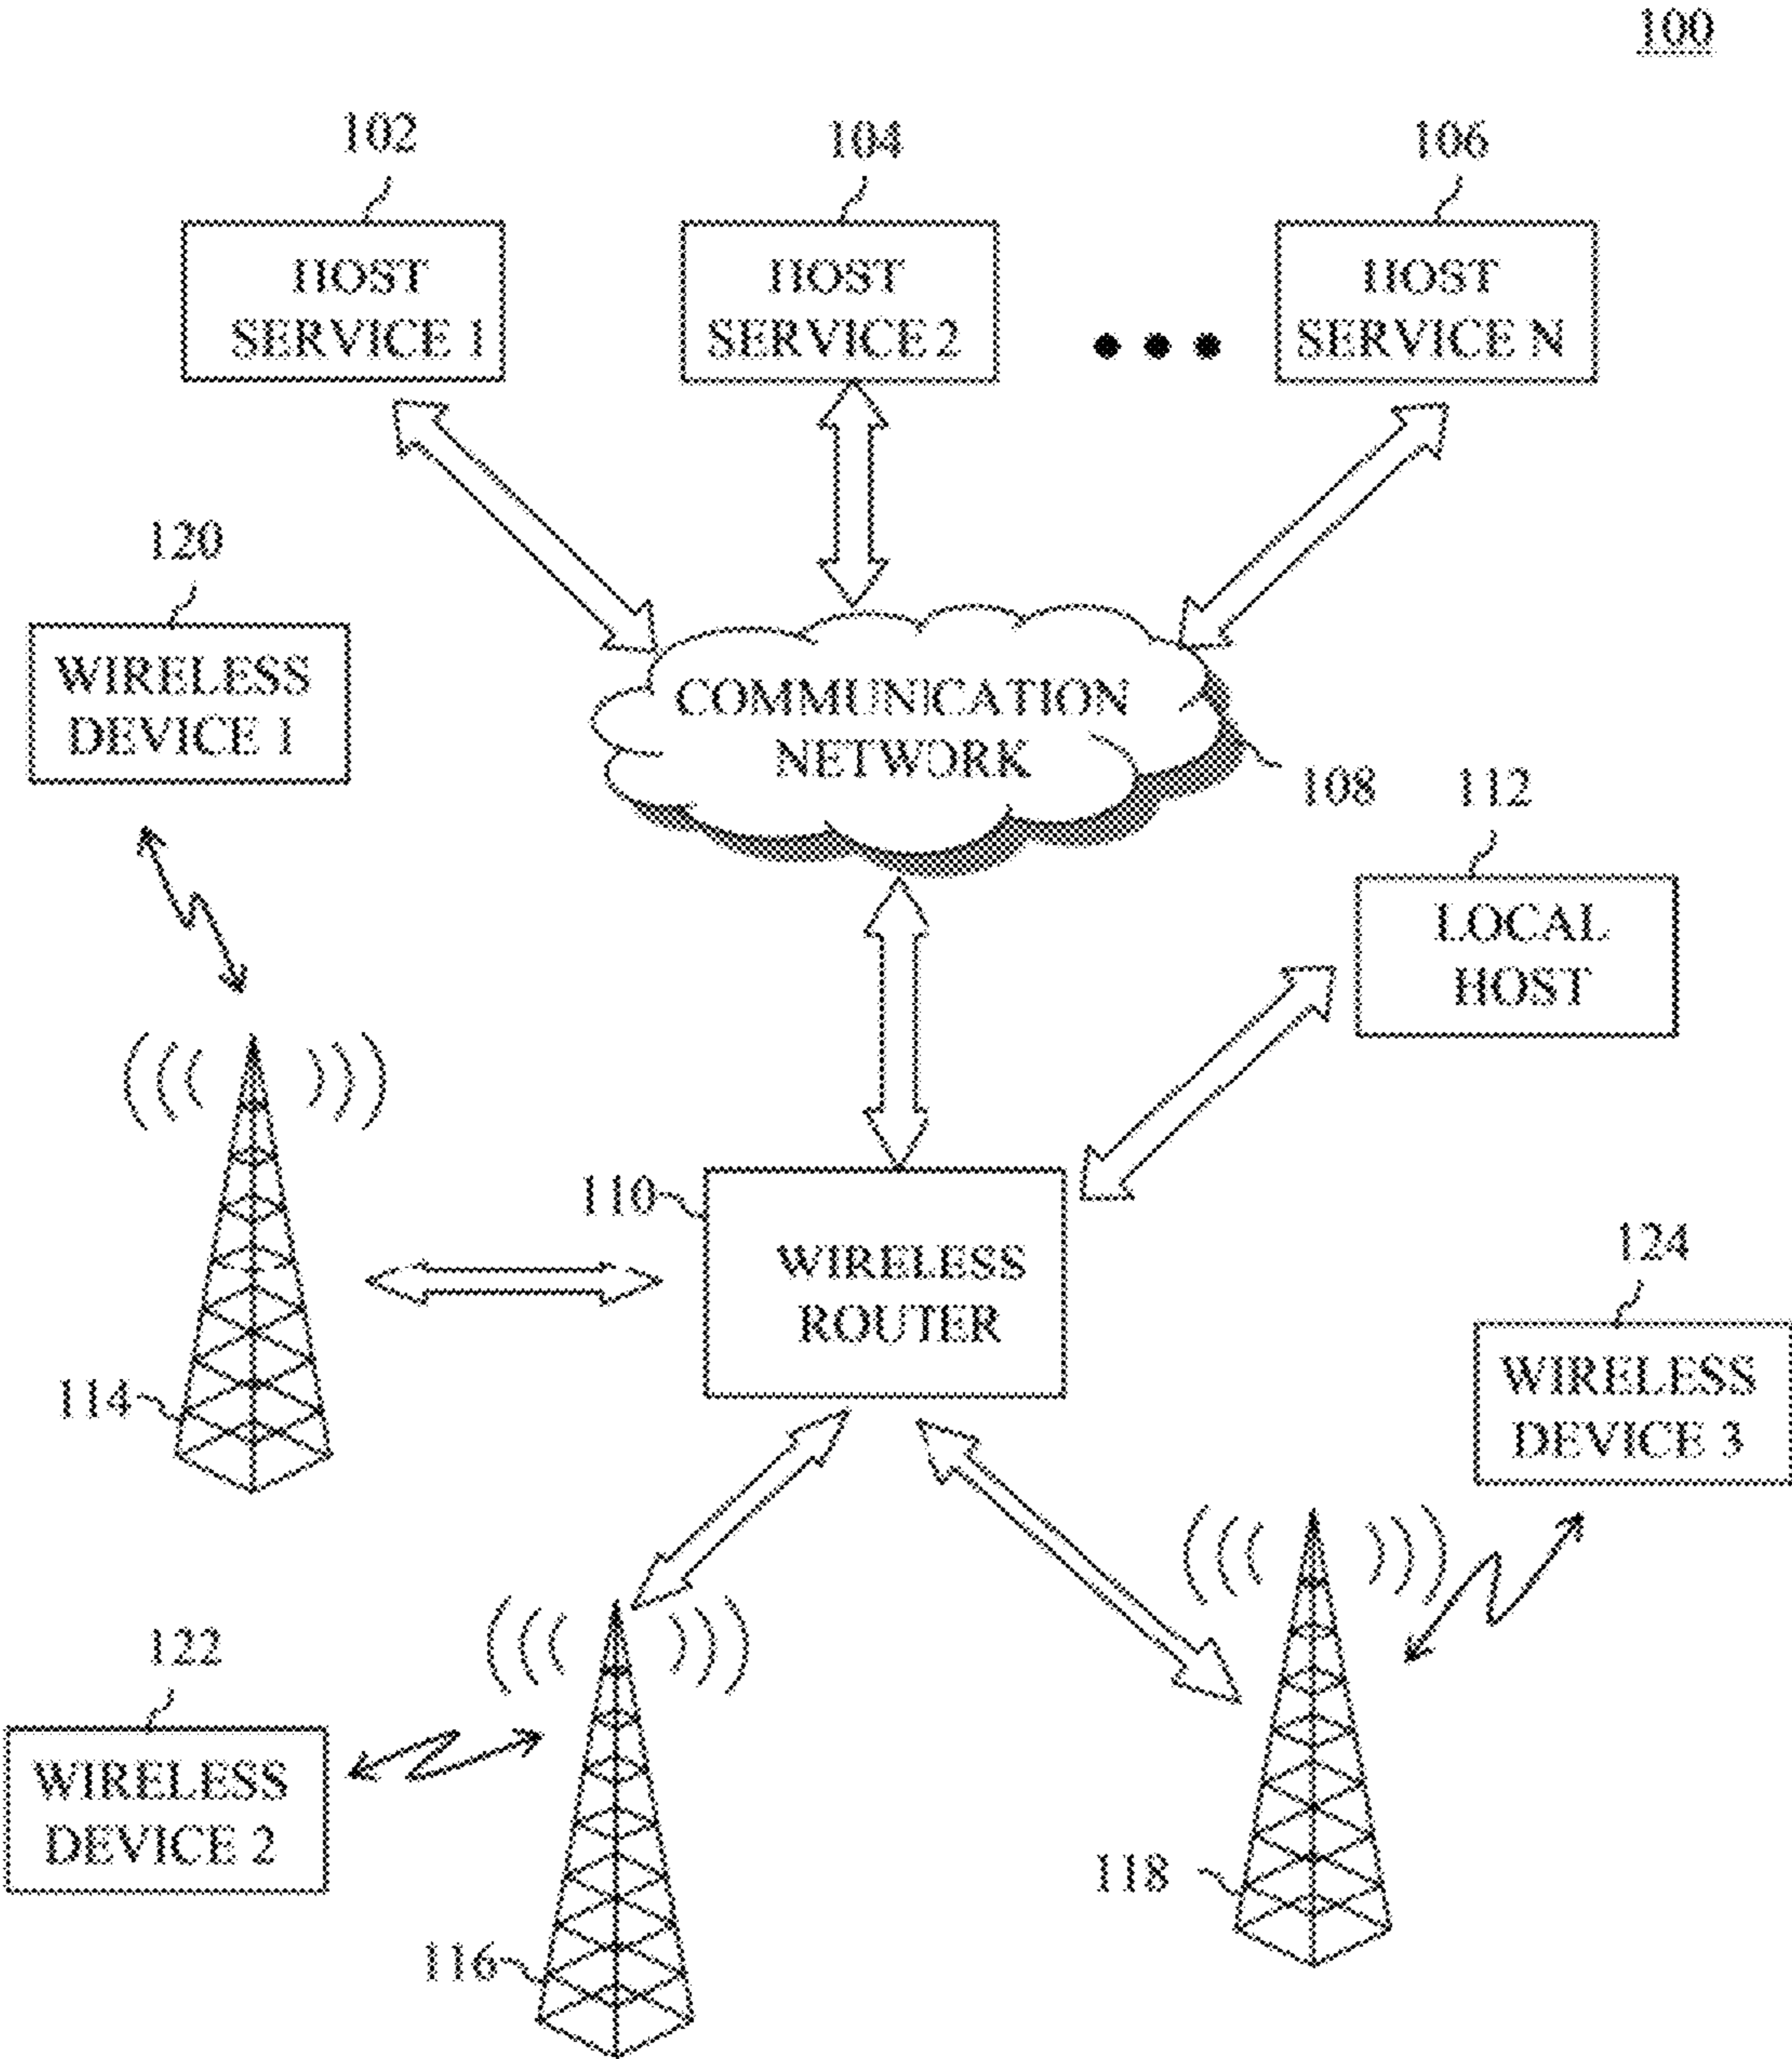 100
102
104
106
HOST
SERVICE 1
HOST
SERVICE 2
HOST
SERVICE N
120
WIRELESS
DEVICE 1
COMMUNICATION
NETWORK
108
112
LOCAL
HOST
110
WIRELESS
ROUTER
124
WIRELESS
DEVICE 3
114
122
WIRELESS
DEVICE 2
118
116